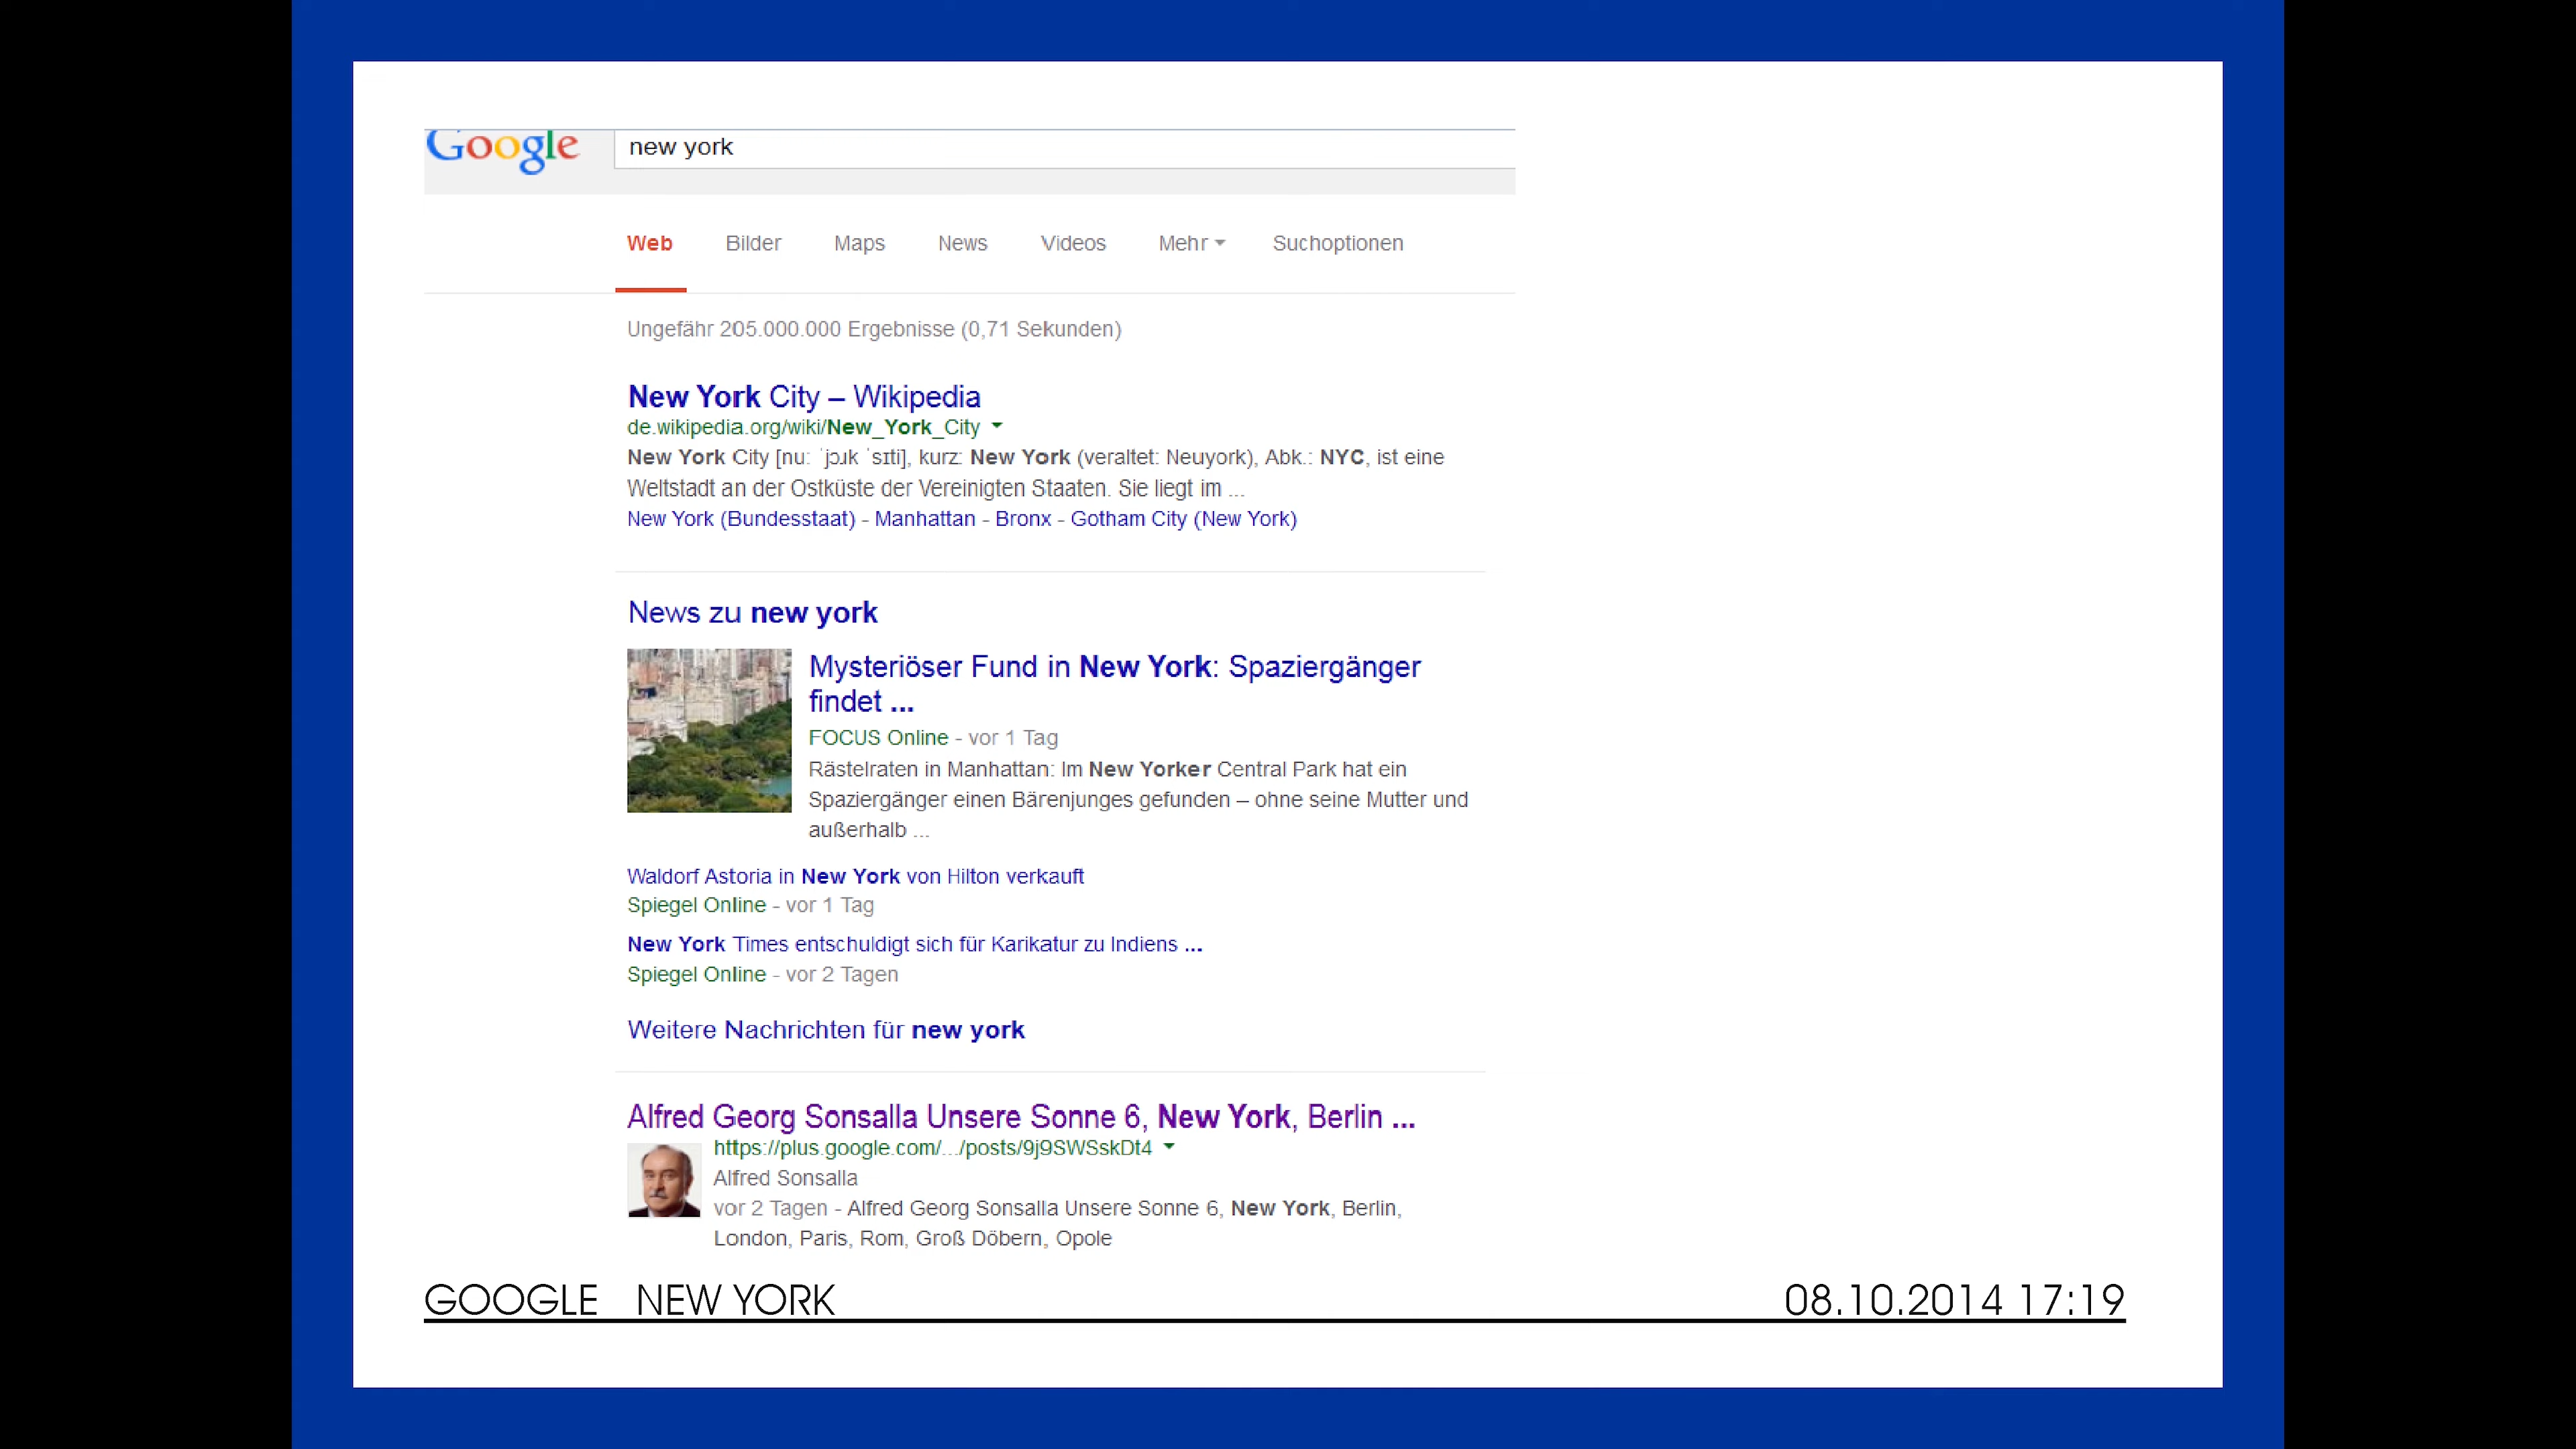 Google new york
Web Bilder Maps News Videos Mehr Suchoptionen
Ungefähr 205.000.000 Ergebnisse (0,71 Sekunden)
New York City – Wikipedia
de.wikipedia.org/wiki/New_York_City
New York City [nuː ˈjɔɹk ˈsɪti], kurz: New York (veraltet: Neuyork), Abk.: NYC, ist eine
Weltstadt an der Ostküste der Vereinigten Staaten. Sie liegt im ...
New York (Bundesstaat) - Manhattan - Bronx - Gotham City (New York)
News zu new york
Mysteriöser Fund in New York: Spaziergänger
findet ...
FOCUS Online - vor 1 Tag
Rästelraten in Manhattan: Im New Yorker Central Park hat ein
Spaziergänger einen Bärenjunges gefunden – ohne seine Mutter und
außerhalb ...
Waldorf Astoria in New York von Hilton verkauft
Spiegel Online - vor 1 Tag
New York Times entschuldigt sich für Karikatur zu Indiens ...
Spiegel Online - vor 2 Tagen
Weitere Nachrichten für new york
Alfred Georg Sonsalla Unsere Sonne 6, New York, Berlin ...
https://plus.google.com/.../posts/9j9SWSskDt4
Alfred Sonsalla
vor 2 Tagen - Alfred Georg Sonsalla Unsere Sonne 6, New York, Berlin,
London, Paris, Rom, Groß Döbern, Opole
GOOGLE NEW YORK 08.10.2014 17:19